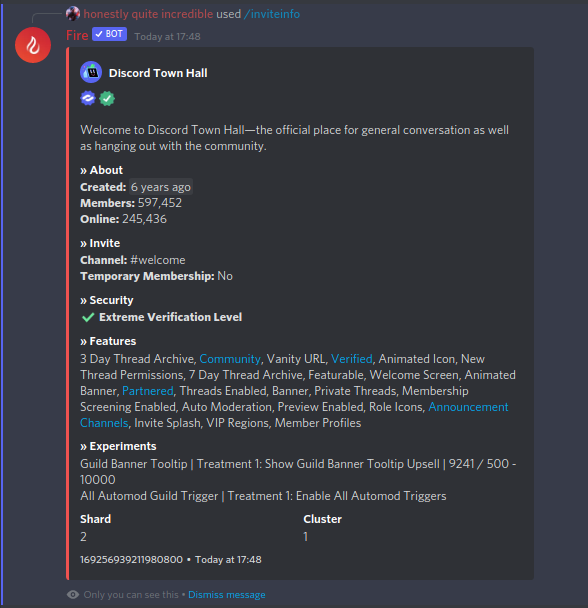 honestly quite incredible used /inviteinfo
Fire ✓ BOT Today at 17:48
Discord Town Hall
Welcome to Discord Town Hall—the official place for general conversation as well
as hanging out with the community.
» About
Created: 6 years ago
Members: 597,452
Online: 245,436
» Invite
Channel: #welcome
Temporary Membership: No
» Security
Extreme Verification Level
» Features
3 Day Thread Archive, Community, Vanity URL, Verified, Animated Icon, New
Thread Permissions, 7 Day Thread Archive, Featurable, Welcome Screen, Animated
Banner, Partnered, Threads Enabled, Banner, Private Threads, Membership
Screening Enabled, Auto Moderation, Preview Enabled, Role Icons, Announcement
Channels, Invite Splash, VIP Regions, Member Profiles
» Experiments
Guild Banner Tooltip | Treatment 1: Show Guild Banner Tooltip Upsell | 9241 / 500 -
10000
All Automod Guild Trigger | Treatment 1: Enable All Automod Triggers
Shard Cluster
2 1
169256939211980800 • Today at 17:48
Only you can see this • Dismiss message